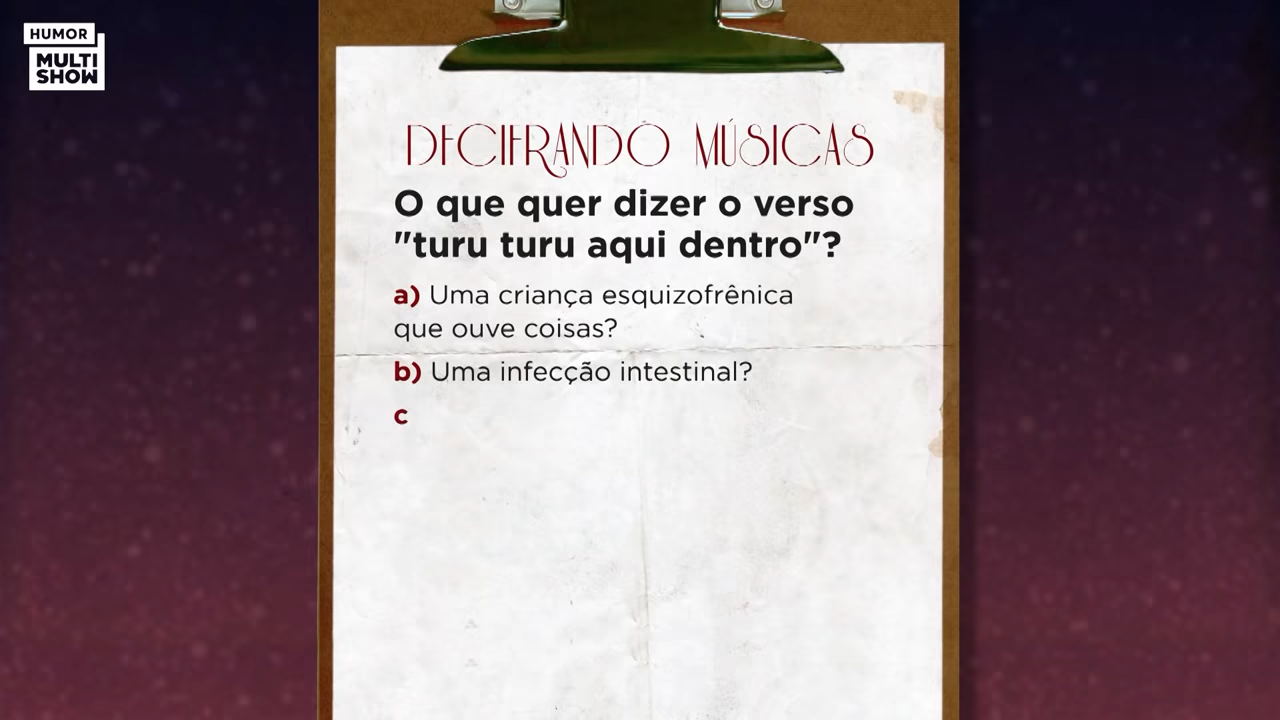 HUMOR
MULTI
SHOW
DECIFRANDO MÚSICAS
O que quer dizer o verso
"turu turu aqui dentro"?
a) Uma criança esquizofrênica
que ouve coisas?
b) Uma infecção intestinal?
c